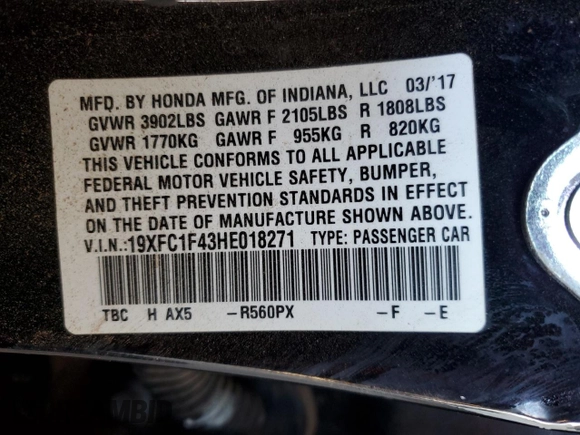 MFD. BY HONDA MFG. OF INDIANA, LLC 03/'17
GVWR 3902LBS GAWR F 2105LBS R 1808LBS
GVWR 1770KG GAWR F 955KG R 820KG
THIS VEHICLE CONFORMS TO ALL APPLICABLE
FEDERAL MOTOR VEHICLE SAFETY, BUMPER,
AND THEFT PREVENTION STANDARDS IN EFFECT
ON THE DATE OF MANUFACTURE SHOWN ABOVE.
V.I.N.:19XFC1F43HE018271 TYPE: PASSENGER CAR
TBC H AX5 –R560PX –F –E